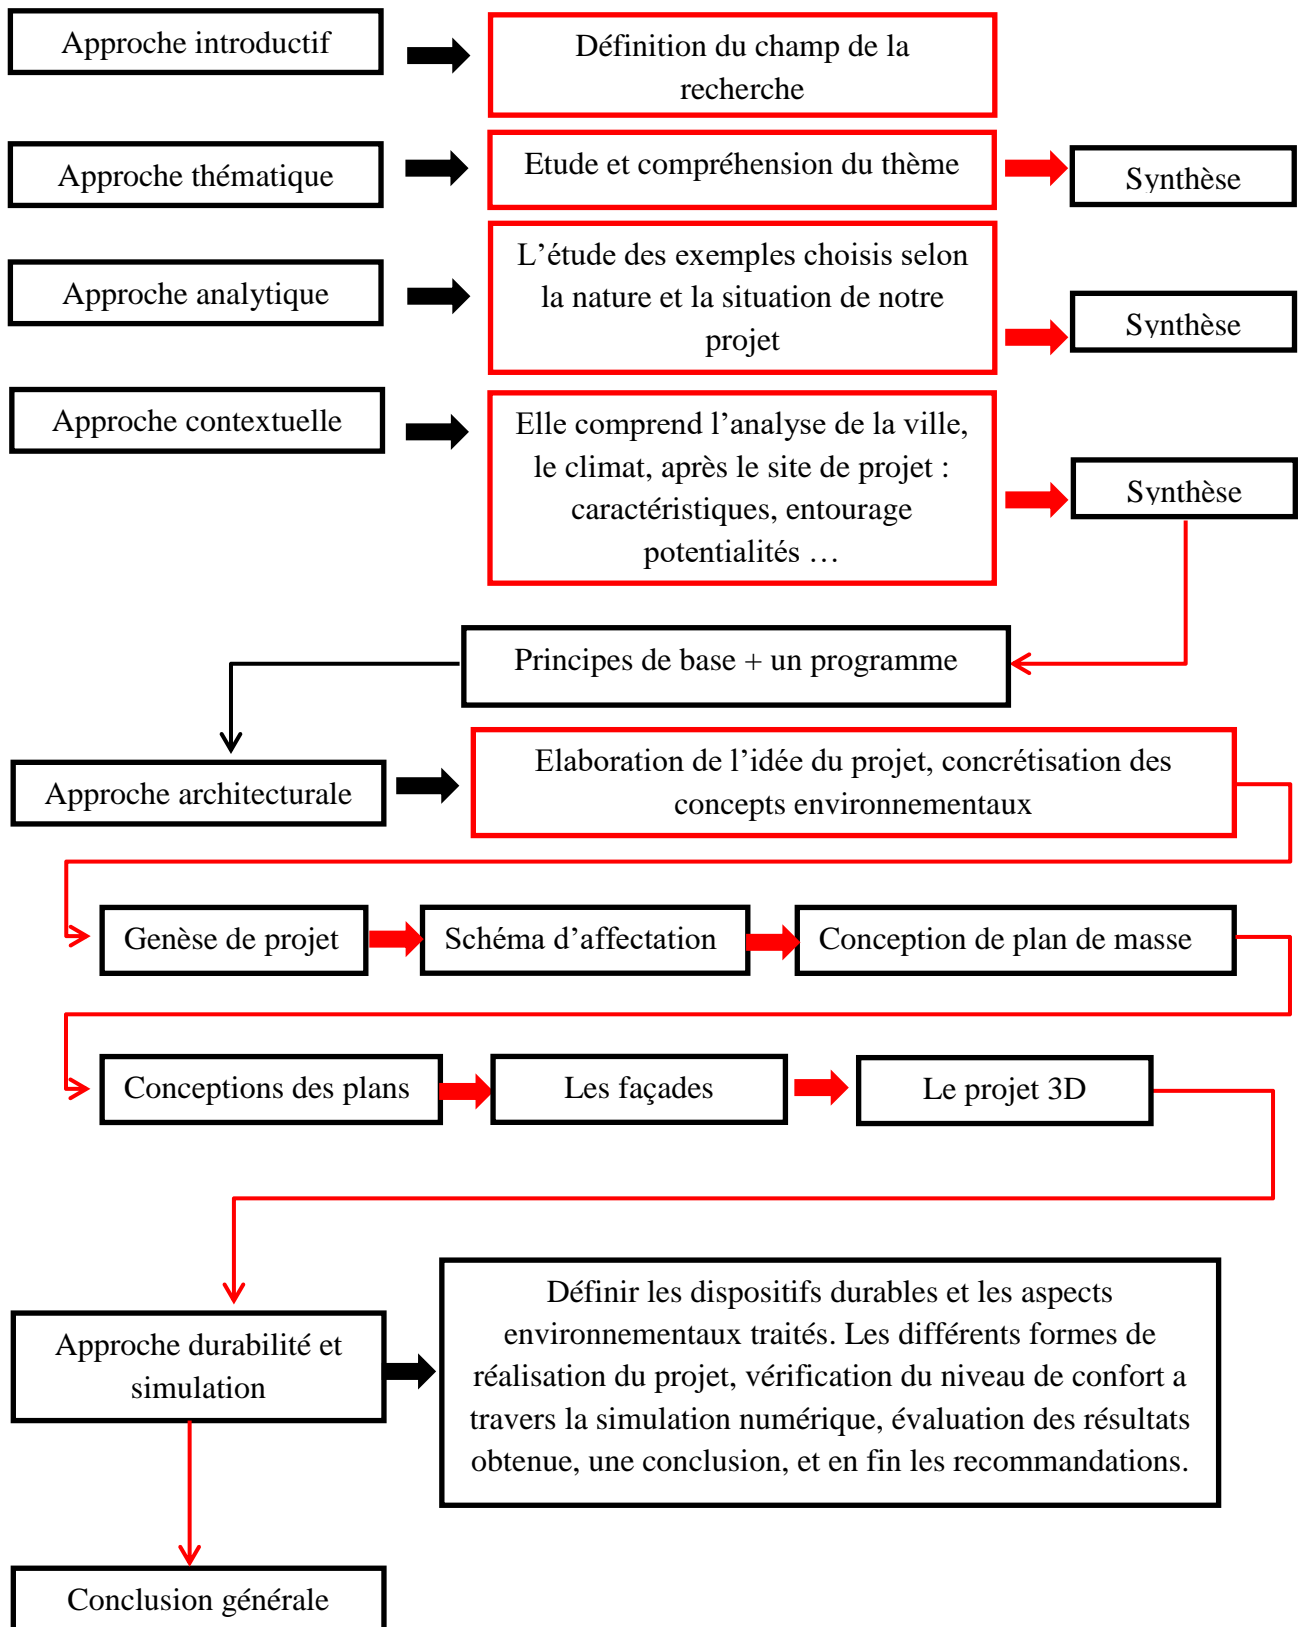 Approche introductif
Définition du champ de la
recherche
Approche thématique
Etude et compréhension du thème
Synthèse
Approche analytique
L’étude des exemples choisis selon
la nature et la situation de notre
projet
Synthèse
Approche contextuelle
Elle comprend l’analyse de la ville,
le climat, après le site de projet :
caractéristiques, entourage
potentialités …
Synthèse
Principes de base + un programme
Approche architecturale
Elaboration de l’idée du projet, concrétisation des
concepts environnementaux
Genèse de projet
Schéma d’affectation
Conception de plan de masse
Conceptions des plans
Les façades
Le projet 3D
Approche durabilité et
simulation
Définir les dispositifs durables et les aspects
environnementaux traités. Les différents formes de
réalisation du projet, vérification du niveau de confort a
travers la simulation numérique, évaluation des résultats
obtenue, une conclusion, et en fin les recommandations.
Conclusion générale